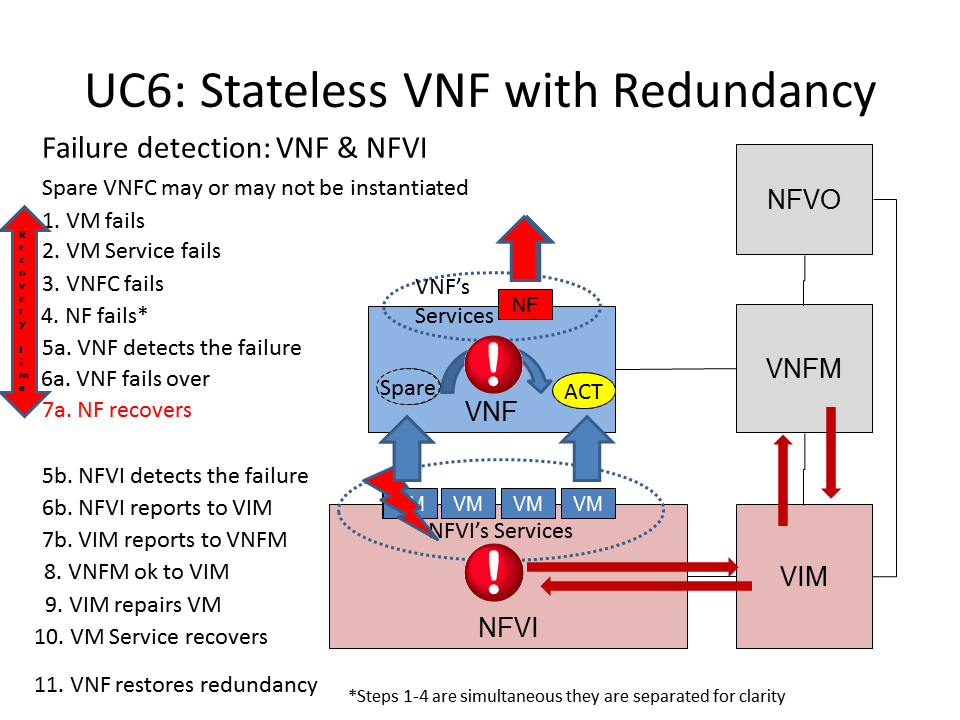 UC6: Stateless VNF with Redundancy
Failure detection: VNF & NFVI
Spare VNFC may or may not be instantiated
1. VM fails
2. VM Service fails
3. VNFC fails
4. NF fails*
5a. VNF detects the failure
6a. VNF fails over
7a. NF recovers
Recovery time
5b. NFVI detects the failure
6b. NFVI reports to VIM
7b. VIM reports to VNFM
8. VNFM ok to VIM
9. VIM repairs VM
10. VM Service recovers
11. VNF restores redundancy
VNF's
Services
NF
Spare
ACT
VNF
VM
VM
VM
NFVI's Services
NFVI
NFVO
VNFM
VIM
*Steps 1-4 are simultaneous they are separated for clarity